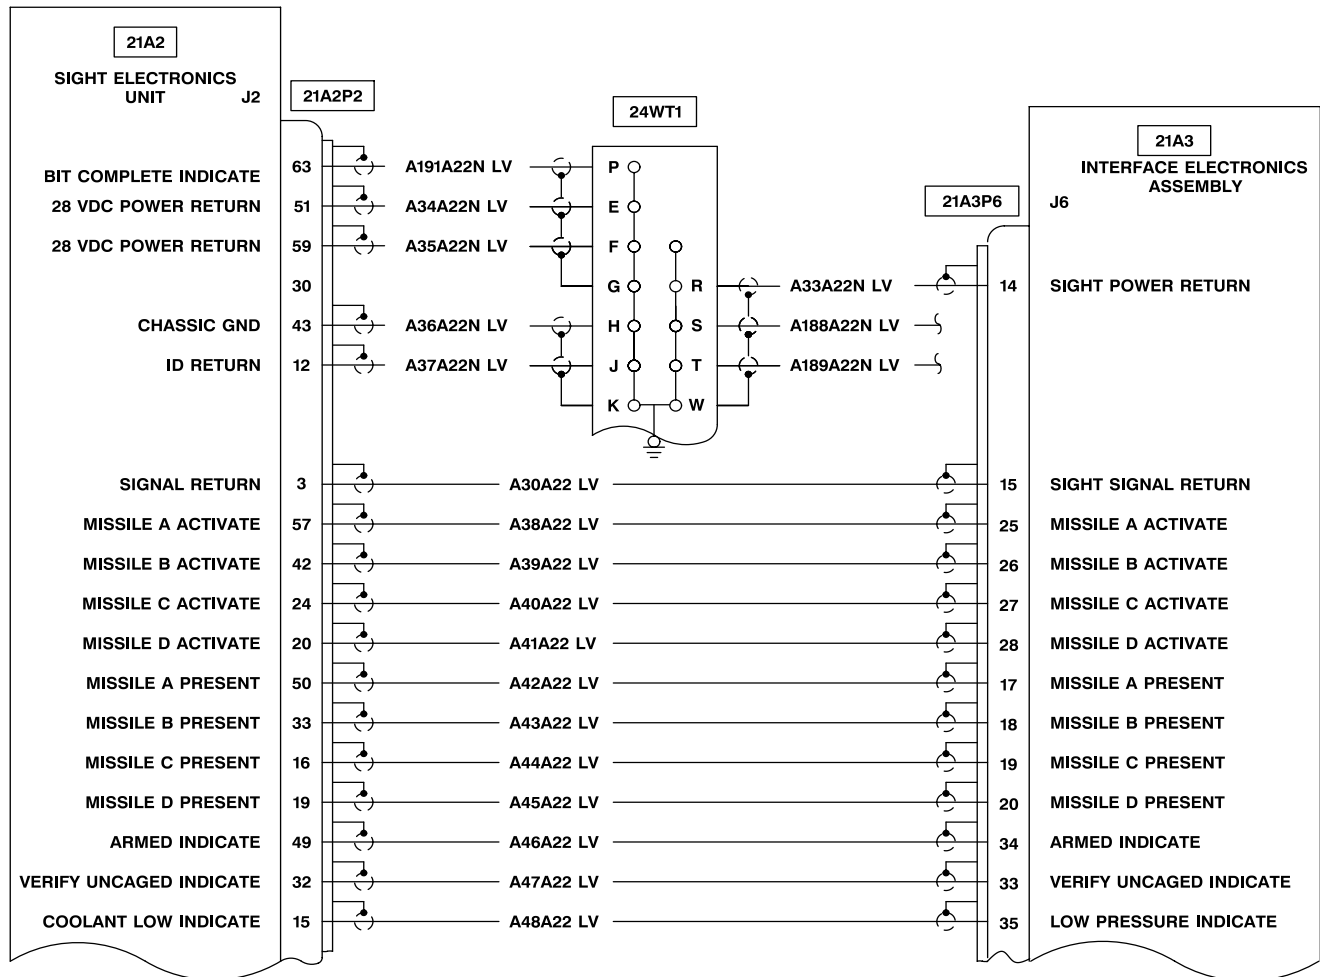 21A2
SIGHT ELECTRONICS
UNIT J2
21A2P2
24WT1
21A3
INTERFACE ELECTRONICS
ASSEMBLY
21A3P6 J6
BIT COMPLETE INDICATE 63 A191A22N LV P
28 VDC POWER RETURN 51 A34A22N LV E
28 VDC POWER RETURN 59 A35A22N LV F
30 G R A33A22N LV 14 SIGHT POWER RETURN
CHASSIC GND 43 A36A22N LV H S A188A22N LV
ID RETURN 12 A37A22N LV J T A189A22N LV
K W
SIGNAL RETURN 3 A30A22 LV 15 SIGHT SIGNAL RETURN
MISSILE A ACTIVATE 57 A38A22 LV 25 MISSILE A ACTIVATE
MISSILE B ACTIVATE 42 A39A22 LV 26 MISSILE B ACTIVATE
MISSILE C ACTIVATE 24 A40A22 LV 27 MISSILE C ACTIVATE
MISSILE D ACTIVATE 20 A41A22 LV 28 MISSILE D ACTIVATE
MISSILE A PRESENT 50 A42A22 LV 17 MISSILE A PRESENT
MISSILE B PRESENT 33 A43A22 LV 18 MISSILE B PRESENT
MISSILE C PRESENT 16 A44A22 LV 19 MISSILE C PRESENT
MISSILE D PRESENT 19 A45A22 LV 20 MISSILE D PRESENT
ARMED INDICATE 49 A46A22 LV 34 ARMED INDICATE
VERIFY UNCAGED INDICATE 32 A47A22 LV 33 VERIFY UNCAGED INDICATE
COOLANT LOW INDICATE 15 A48A22 LV 35 LOW PRESSURE INDICATE